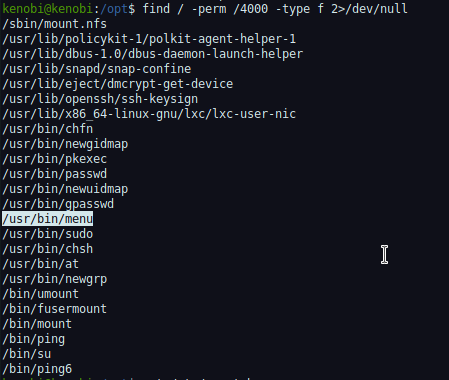 kenobi@kenobi:/opt$ find / -perm /4000 -type f 2>/dev/null
/sbin/mount.nfs
/usr/lib/policykit-1/polkit-agent-helper-1
/usr/lib/dbus-1.0/dbus-daemon-launch-helper
/usr/lib/snapd/snap-confine
/usr/lib/eject/dmcrypt-get-device
/usr/lib/openssh/ssh-keysign
/usr/lib/x86_64-linux-gnu/lxc/lxc-user-nic
/usr/bin/chfn
/usr/bin/newgidmap
/usr/bin/pkexec
/usr/bin/passwd
/usr/bin/newuidmap
/usr/bin/gpasswd
/usr/bin/menu
/usr/bin/sudo
/usr/bin/chsh
/usr/bin/at
/usr/bin/newgrp
/bin/umount
/bin/fusermount
/bin/mount
/bin/ping
/bin/su
/bin/ping6